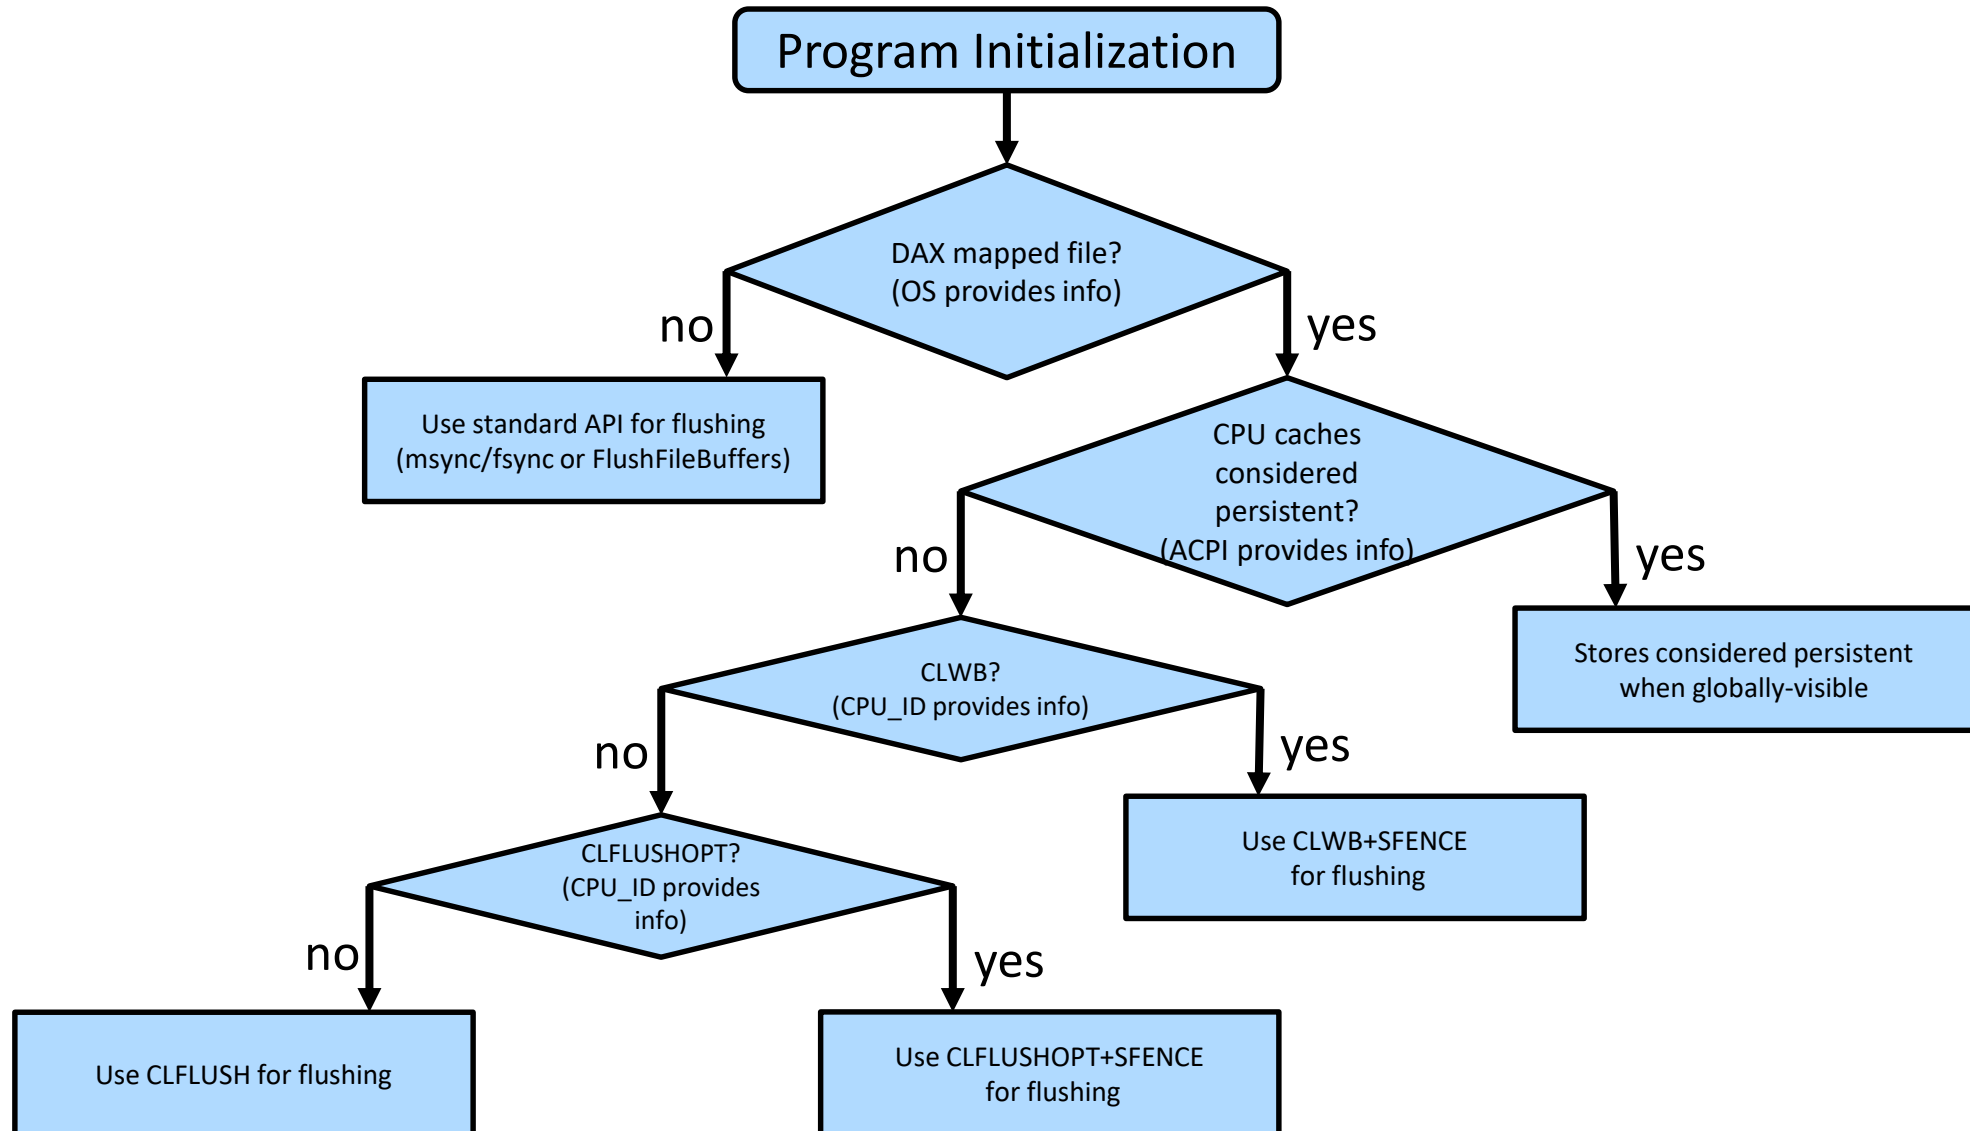 Program Initialization
DAX mapped file?
(OS provides info)
no
yes
Use standard API for flushing
(msync/fsync or FlushFileBuffers)
CPU caches
considered
persistent?
(ACPI provides info)
no
yes
Stores considered persistent
when globally-visible
CLWB?
(CPU_ID provides info)
no
yes
Use CLWB+SFENCE
for flushing
CLFLUSHOPT?
(CPU_ID provides
info)
no
yes
Use CLFLUSH for flushing
Use CLFLUSHOPT+SFENCE
for flushing